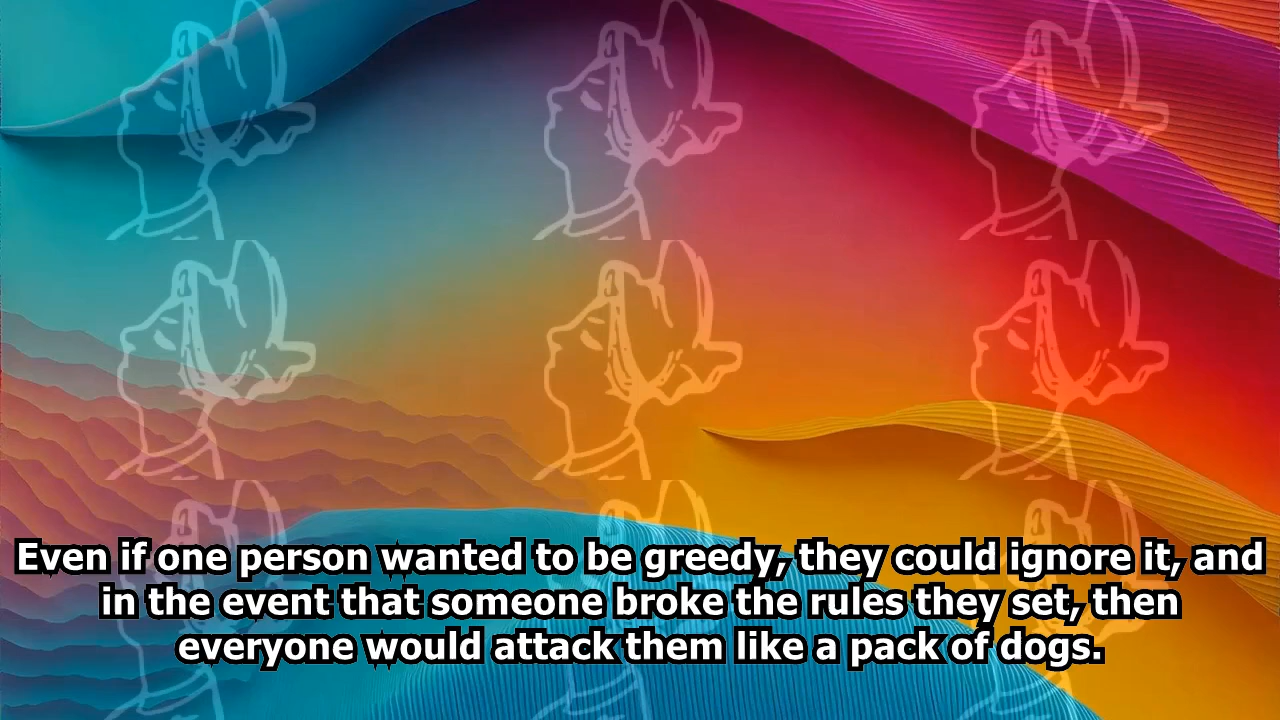 Even if one person wanted to be greedy, they could ignore it, and
in the event that someone broke the rules they set, then
everyone would attack them like a pack of dogs.